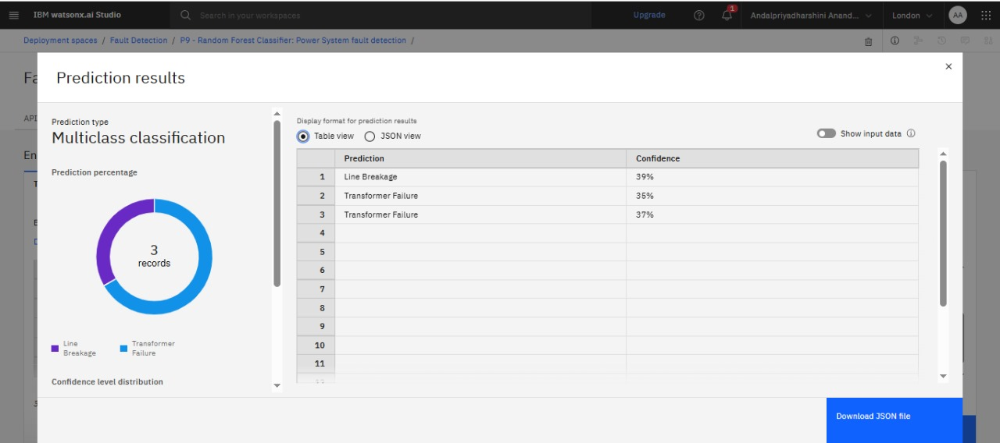 IBM watsonx.ai Studio
Search in your workspaces
Upgrade
1
Andalpriyadharshini Anand...
London
AA
Deployment spaces / Fault Detection / P9 - Random Forest Classifier: Power System fault detection /
Fa
API
En
Prediction results
Prediction type
Multiclass classification
Prediction percentage
3
records
Line
Breakage
Transformer
Failure
Confidence level distribution
Display format for prediction results
Table view
JSON view
Show input data
Prediction Confidence
1 Line Breakage 39%
2 Transformer Failure 35%
3 Transformer Failure 37%
4
5
6
7
8
9
10
11
12
Download JSON file